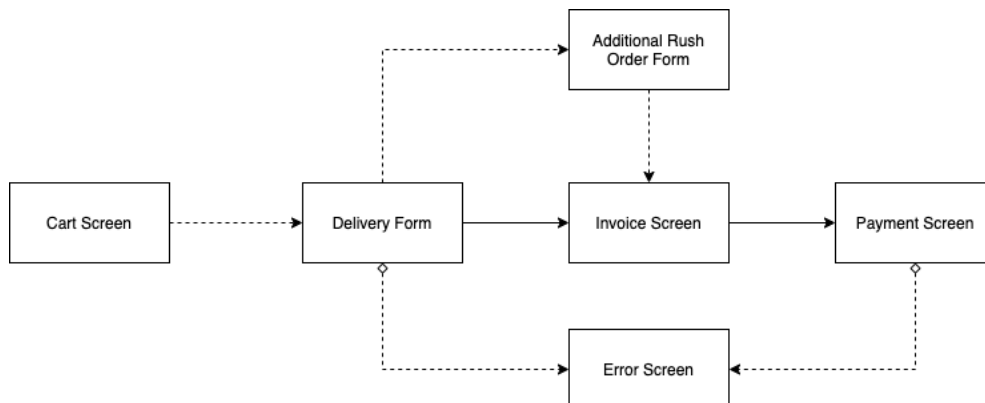 Additional Rush
Order Form
Cart Screen
Delivery Form
Invoice Screen
Payment Screen
Error Screen